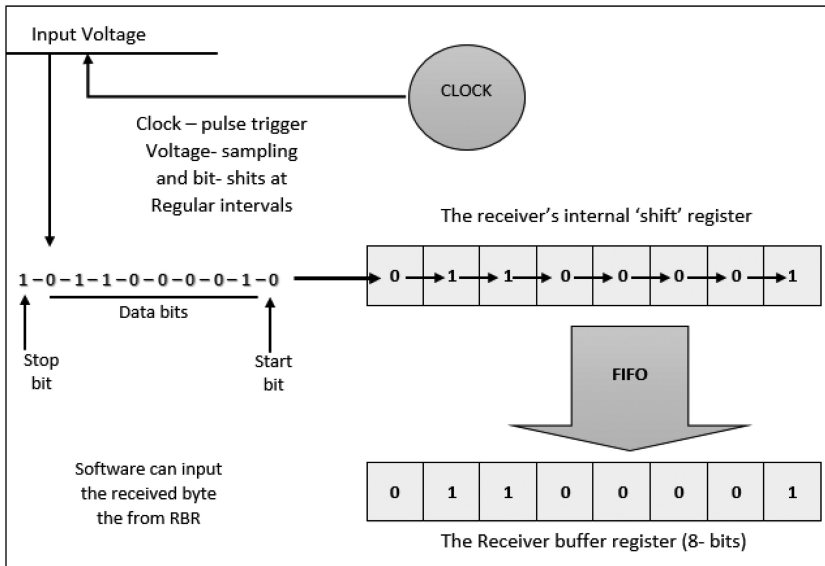 Input Voltage
CLOCK
Clock – pulse trigger
Voltage- sampling
and bit- shits at
Regular intervals
The receiver's internal 'shift' register
1 – 0 – 1 – 1 – 0 – 0 – 0 – 0 – 1 – 0
0 1 1 0 0 0 0 1
Data bits
Stop
bit
Start
bit
FIFO
Software can input
the received byte
the from RBR
0 1 1 0 0 0 0 1
The Receiver buffer register (8- bits)